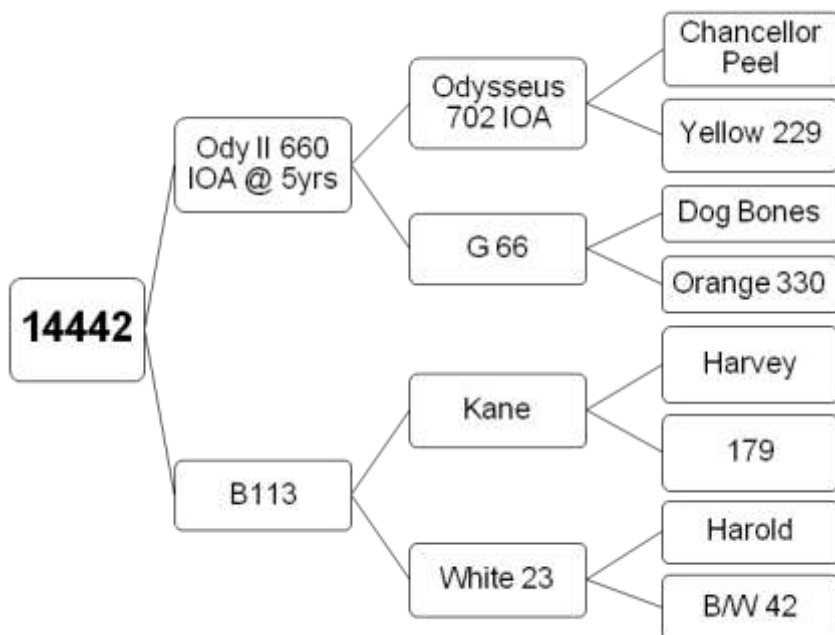 Chancellor
Peel
Odysseus
702 IOA
Yellow 229
Ody II 660
IOA @ 5yrs
Dog Bones
G 66
Orange 330
14442
Harvey
Kane
179
B113
Harold
White 23
B/W 42